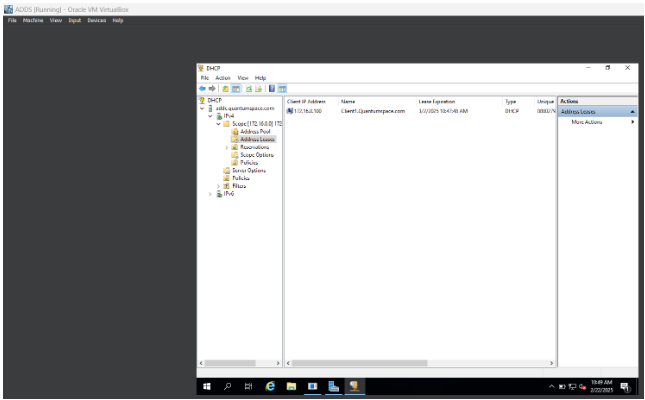 ADDS [Running] - Oracle VM VirtualBox
File Machine View Input Devices Help
DHCP
File Action View Help
DHCP
addc.quantumspace.com
IPv4
Scope [172.16.0.0] 172
Address Pool
Address Leases
Reservations
Scope Options
Policies
Server Options
Policies
Filters
IPv6
Client IP Address Name Lease Expiration Type Unique
172.16.0.100 Client1.Quantumspace.com 3/2/2025 10:47:41 AM DHCP 080027
Actions
Address Leases
More Actions
10:49 AM
2/22/2025